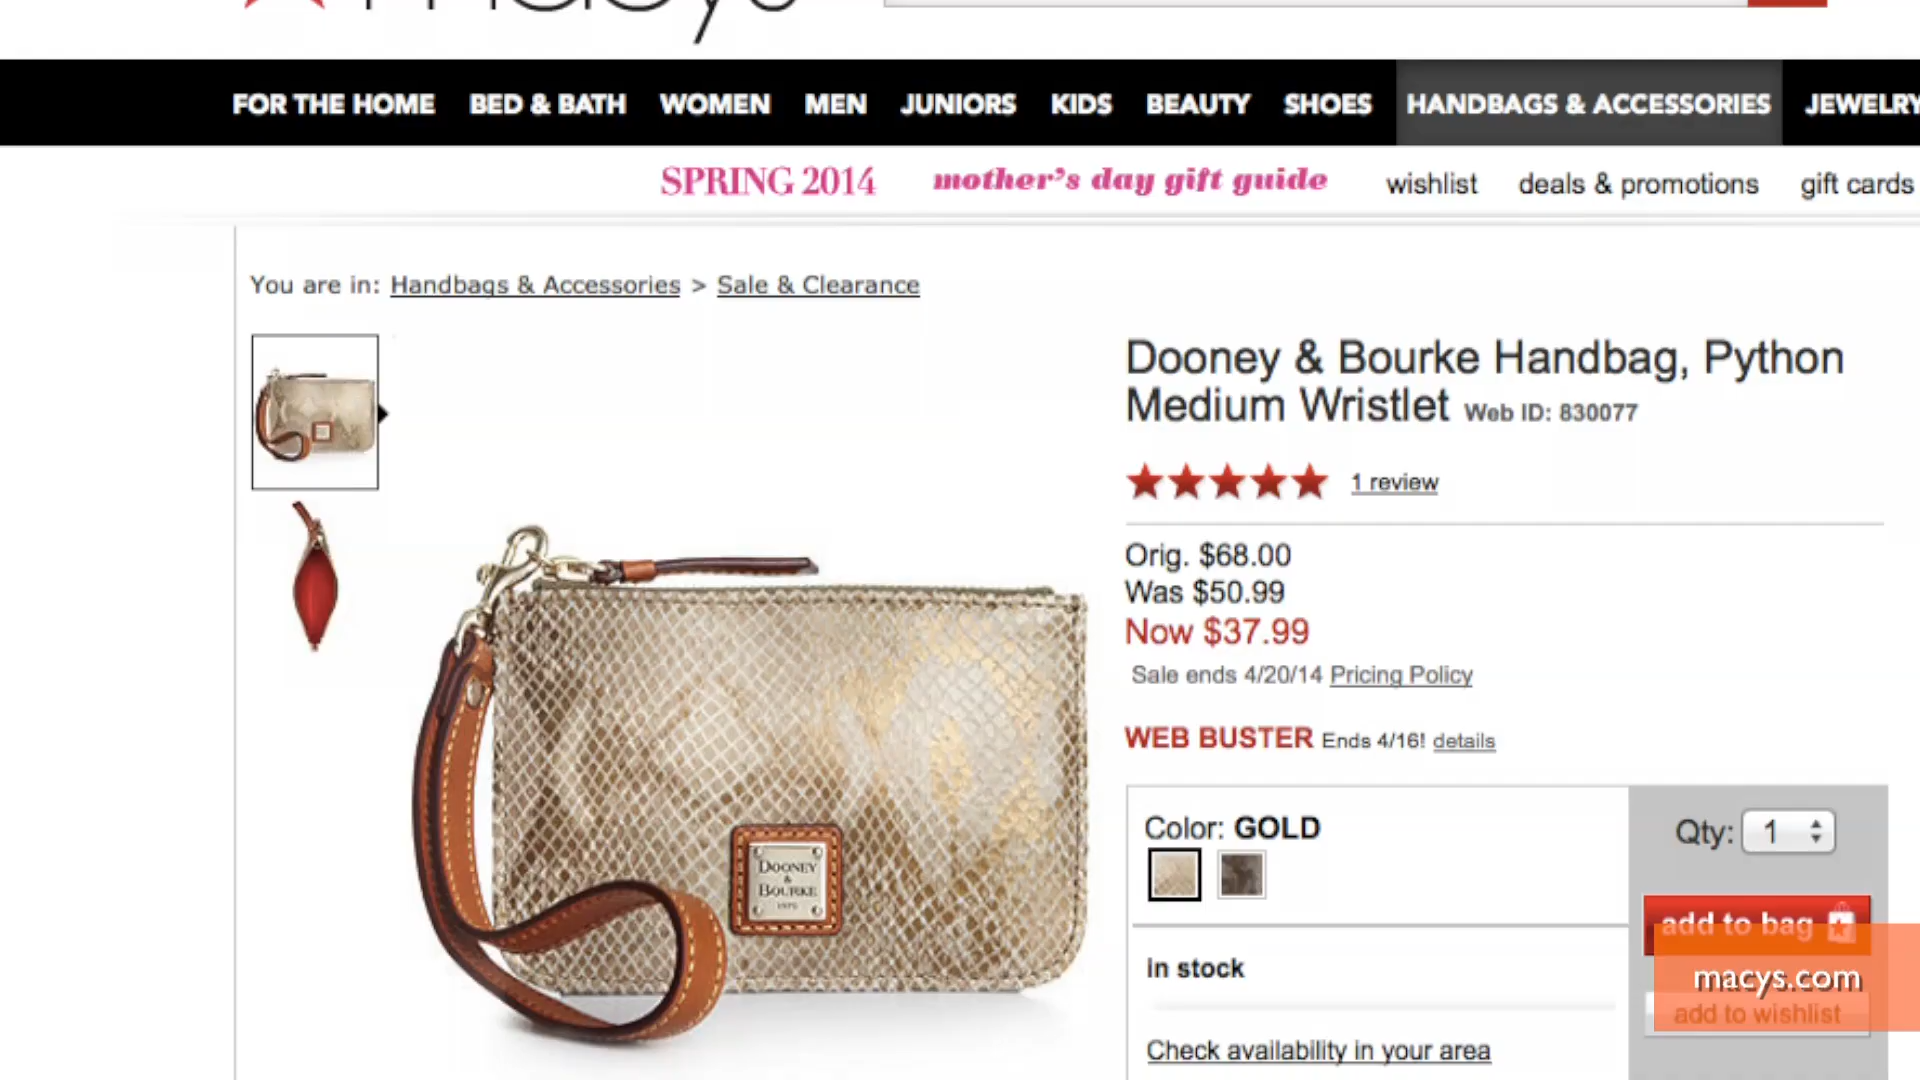 macys
FOR THE HOME BED & BATH WOMEN MEN JUNIORS KIDS BEAUTY SHOES HANDBAGS & ACCESSORIES JEWELRY
SPRING 2014 mother's day gift guide wishlist deals & promotions gift cards
You are in: Handbags & Accessories > Sale & Clearance
Dooney & Bourke Handbag, Python
Medium Wristlet Web ID: 830077
1 review
Orig. $68.00
Was $50.99
Now $37.99
Sale ends 4/20/14 Pricing Policy
WEB BUSTER Ends 4/16! details
Color: GOLD
Qty: 1
DOONEY
&
BOURKE
1975
add to bag
in stock
macys.com
add to wishlist
Check availability in your area